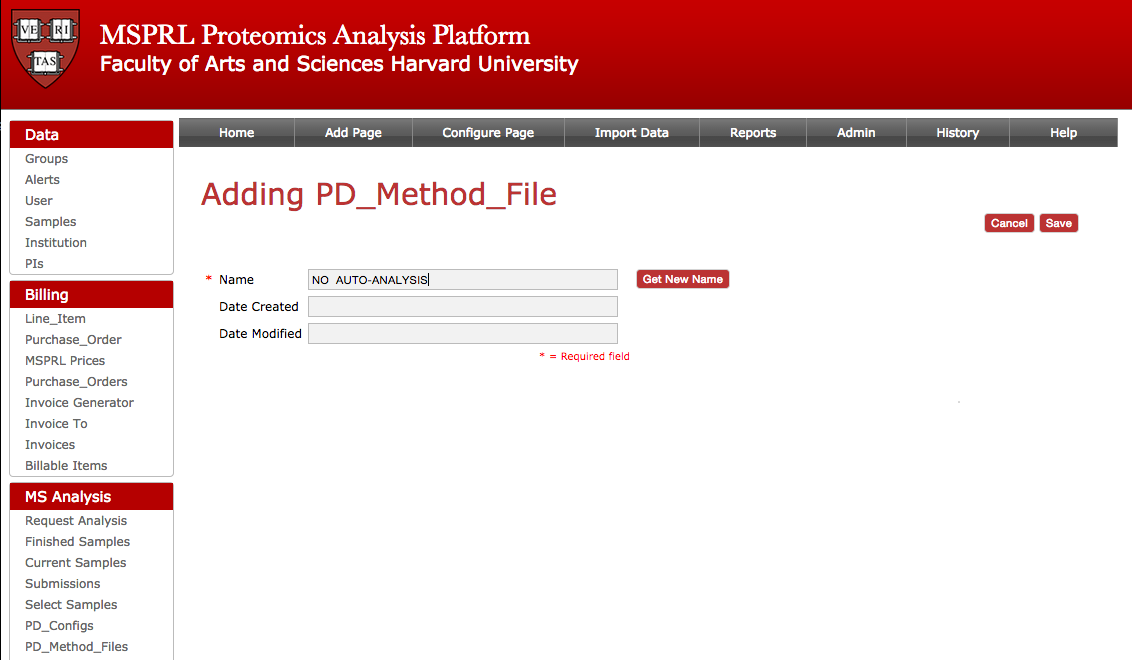 VE RI
TAS
MSPRL Proteomics Analysis Platform
Faculty of Arts and Sciences Harvard University
Home Add Page Configure Page Import Data Reports Admin History Help
Data
Groups
Alerts
User
Samples
Institution
PIs
Billing
Line_Item
Purchase_Order
MSPRL Prices
Purchase_Orders
Invoice Generator
Invoice To
Invoices
Billable Items
MS Analysis
Request Analysis
Finished Samples
Current Samples
Submissions
Select Samples
PD_Configs
PD_Method_Files
Adding PD_Method_File
Cancel Save
* Name NO  AUTO-ANALYSIS Get New Name
Date Created
Date Modified
* = Required field